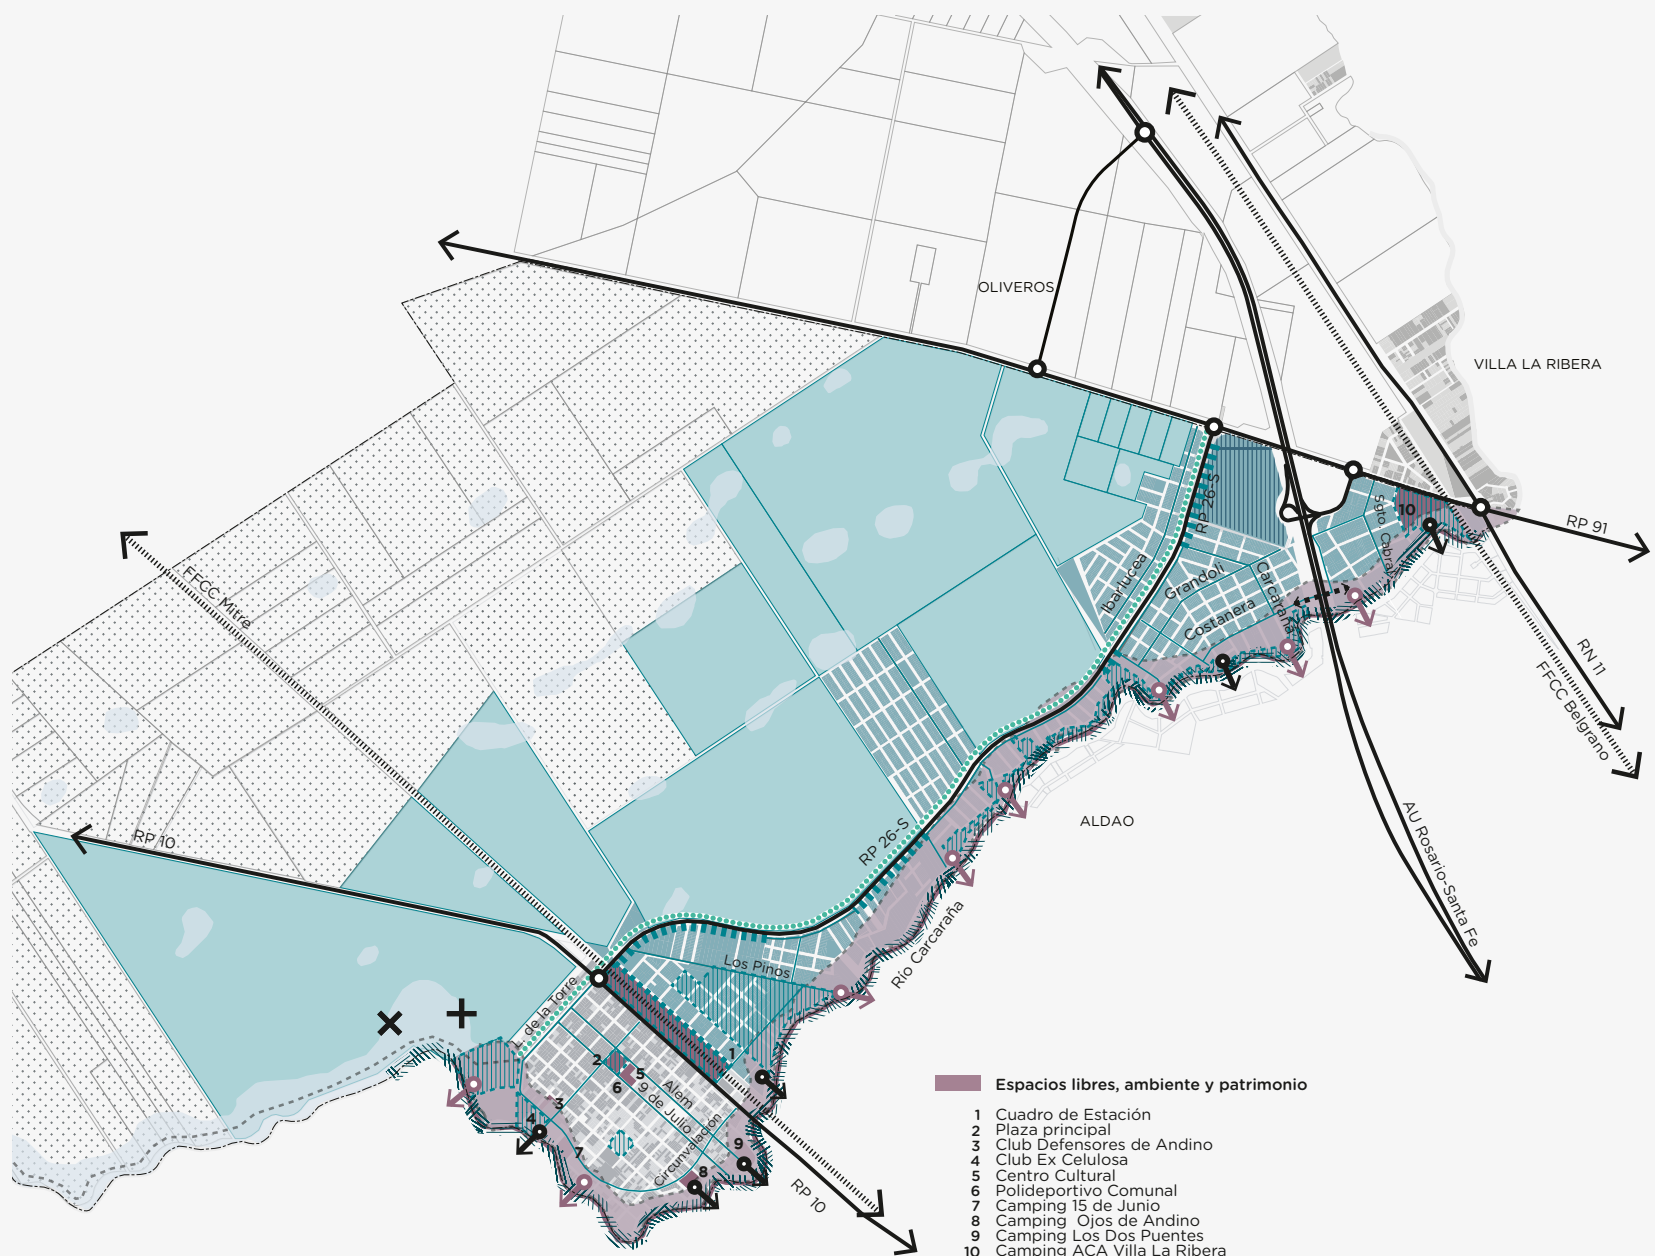 OLIVEROS
VILLA LA RIBERA
RP 26-S
Sgto. Cabral
10
RP 91
FFCC Mitre
Ibarlucea
Grandoli
Carcarañá
Costanera
RN 11
FFCC Belgrano
ALDAO
RP 10
RP 26-S
AU Rosario-Santa Fe
Río Carcaraña
Los Pinos
L. de la Torre
1
2
5
6
Alem
9 de Julio
3
4
Circunvalación
7
9
8
RP 10
Espacios libres, ambiente y patrimonio
1 Cuadro de Estación
2 Plaza principal
3 Club Defensores de Andino
4 Club Ex Celulosa
5 Centro Cultural
6 Polideportivo Comunal
7 Camping 15 de Junio
8 Camping Ojos de Andino
9 Camping Los Dos Puentes
10 Camping ACA Villa La Ribera